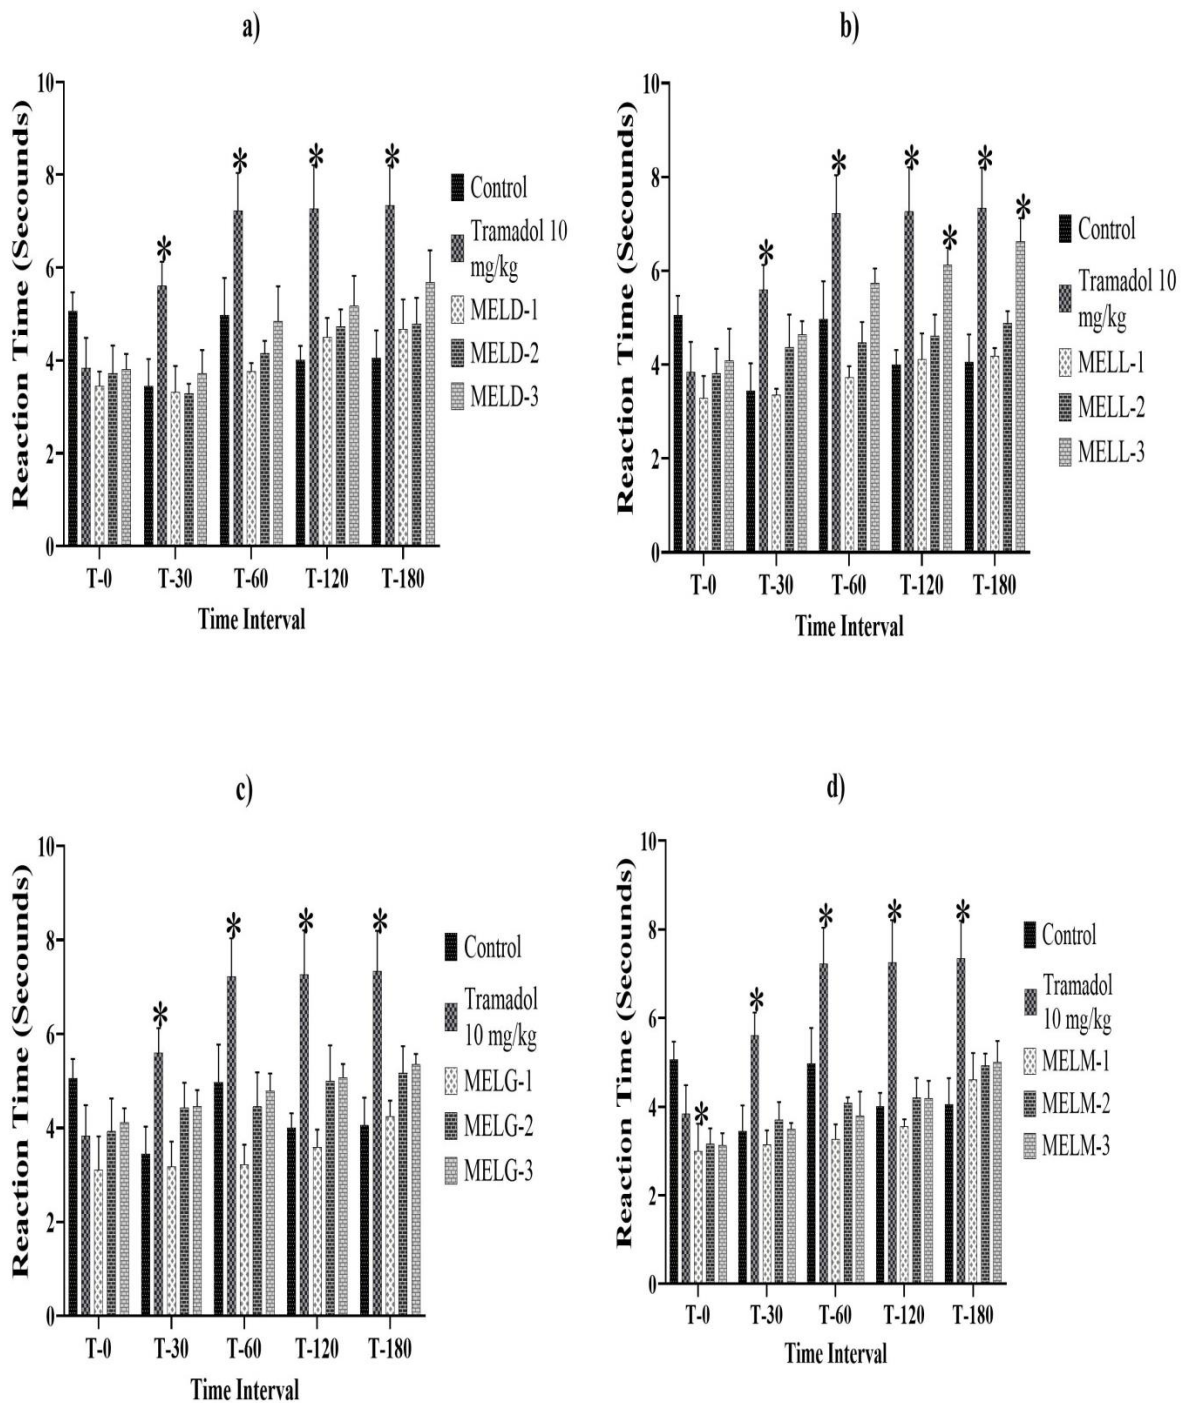 a)
Reaction Time (Secounds)
10
8
6
4
2
0
*
*
*
*
T-0 T-30 T-60 T-120 T-180
Time Interval
Control
Tramadol 10
mg/kg
MELD-1
MELD-2
MELD-3
b)
Reaction Time (Secounds)
10
8
6
4
2
0
*
*
*
*
*
*
T-0 T-30 T-60 T-120 T-180
Time Interval
Control
Tramadol 10
mg/kg
MELL-1
MELL-2
MELL-3
c)
Reaction Time (Secounds)
10
8
6
4
2
0
*
*
*
*
T-0 T-30 T-60 T-120 T-180
Time Interval
Control
Tramadol
10 mg/kg
MELG-1
MELG-2
MELG-3
d)
Reaction Time (Secounds)
10
8
6
4
2
0
*
*
*
*
*
T-0 T-30 T-60 T-120 T-180
Time Interval
Control
Tramadol
10 mg/kg
MELM-1
MELM-2
MELM-3